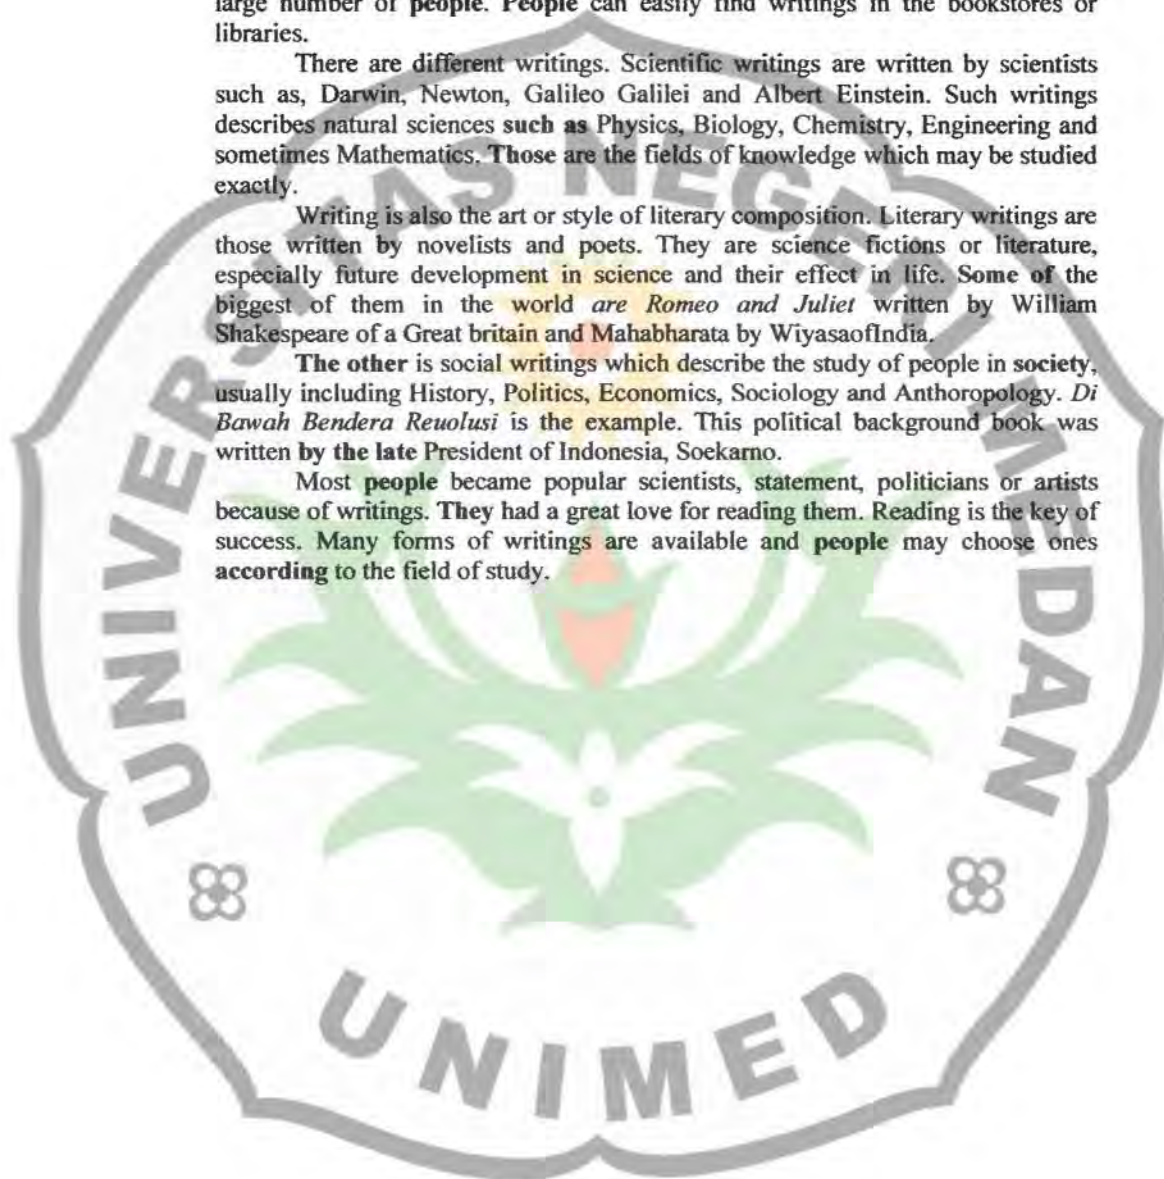 large number of people. People can easily find writings in the bookstores or
libraries.
There are different writings. Scientific writings are written by scientists
such as, Darwin, Newton, Galileo Galilei and Albert Einstein. Such writings
describes natural sciences such as Physics, Biology, Chemistry, Engineering and
sometimes Mathematics. Those are the fields of knowledge which may be studied
exactly.
Writing is also the art or style of literary composition. Literary writings are
those written by novelists and poets. They are science fictions or literature,
especially future development in science and their effect in life. Some of the
biggest of them in the world are Romeo and Juliet written by William
Shakespeare of a Great britain and Mahabharata by WiyasaofIndia.
The other is social writings which describe the study of people in society,
usually including History, Politics, Economics, Sociology and Anthoropology. Di
Bawah Bendera Reuolusi is the example. This political background book was
written by the late President of Indonesia, Soekarno.
Most people became popular scientists, statement, politicians or artists
because of writings. They had a great love for reading them. Reading is the key of
success. Many forms of writings are available and people may choose ones
according to the field of study.
UNIVERSITAS NEGERI MEDAN
UNIMED